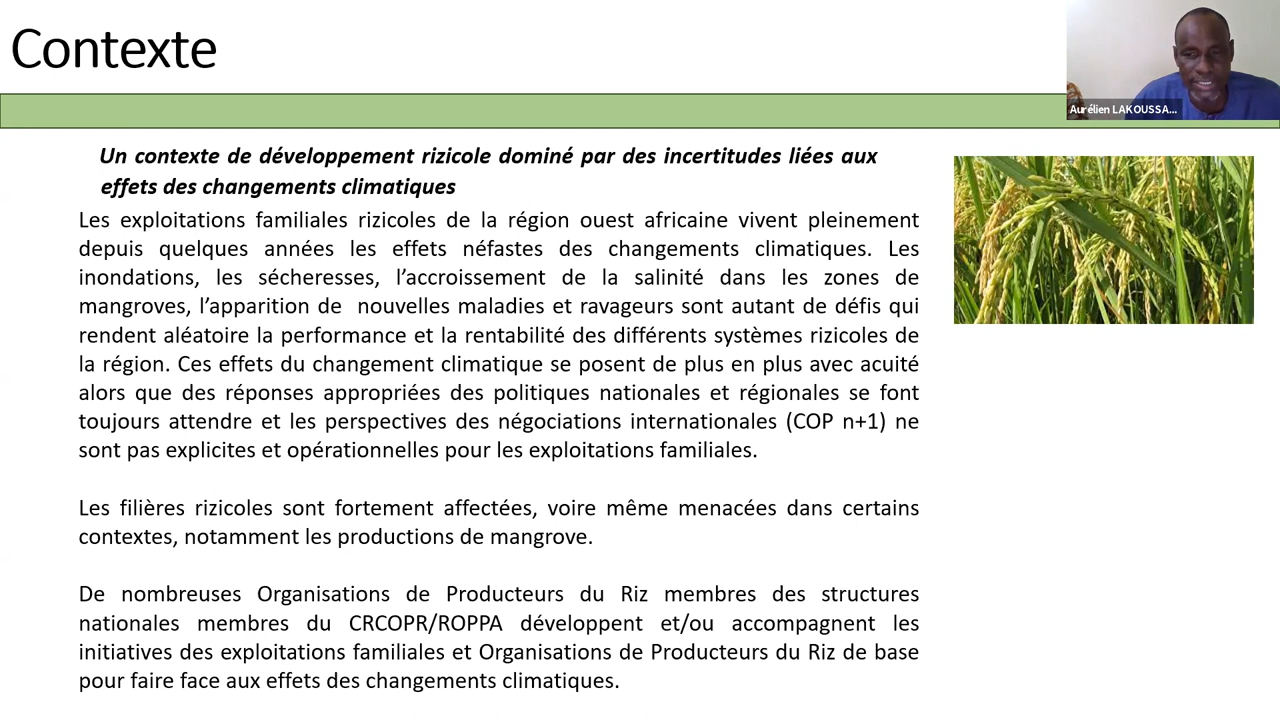 Contexte
Aurélien LAKOUSSA...
Un contexte de développement rizicole dominé par des incertitudes liées aux
effets des changements climatiques
Les exploitations familiales rizicoles de la région ouest africaine vivent pleinement
depuis quelques années les effets néfastes des changements climatiques. Les
inondations, les sécheresses, l’accroissement de la salinité dans les zones de
mangroves, l’apparition de  nouvelles maladies et ravageurs sont autant de défis qui
rendent aléatoire la performance et la rentabilité des différents systèmes rizicoles de
la région. Ces effets du changement climatique se posent de plus en plus avec acuité
alors que des réponses appropriées des politiques nationales et régionales se font
toujours attendre et les perspectives des négociations internationales (COP n+1) ne
sont pas explicites et opérationnelles pour les exploitations familiales.
Les filières rizicoles sont fortement affectées, voire même menacées dans certains
contextes, notamment les productions de mangrove.
De nombreuses Organisations de Producteurs du Riz membres des structures
nationales membres du CRCOPR/ROPPA développent et/ou accompagnent les
initiatives des exploitations familiales et Organisations de Producteurs du Riz de base
pour faire face aux effets des changements climatiques.